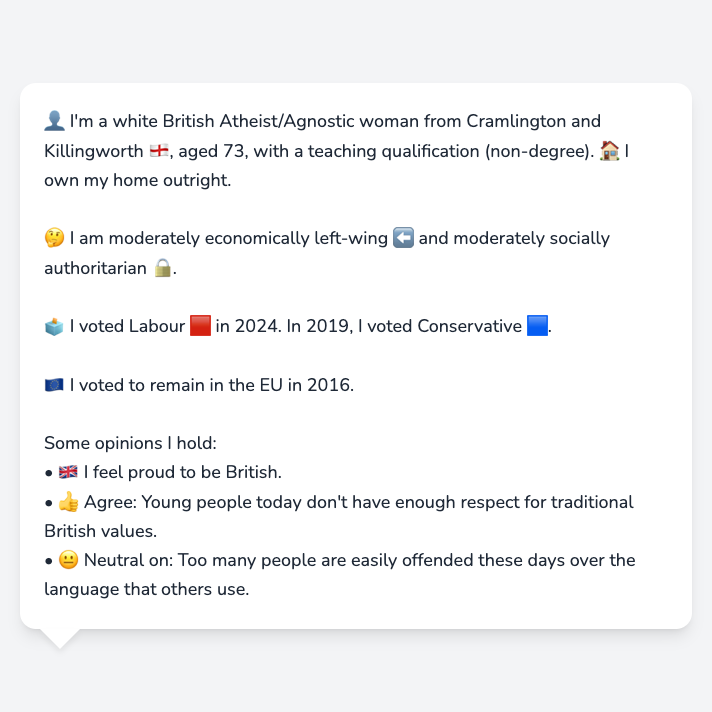 👤 I'm a white British Atheist/Agnostic woman from Cramlington and
Killingworth 🏴󠁧󠁢󠁥󠁮󠁧󠁿, aged 73, with a teaching qualification (non-degree). 🏠 I
own my home outright.
🤔 I am moderately economically left-wing ⬅️ and moderately socially
authoritarian 🔒.
🗳️ I voted Labour 🟥 in 2024. In 2019, I voted Conservative 🟦.
🇪🇺 I voted to remain in the EU in 2016.
Some opinions I hold:
• 🇬🇧 I feel proud to be British.
• 👍 Agree: Young people today don't have enough respect for traditional
British values.
• 😐 Neutral on: Too many people are easily offended these days over the
language that others use.